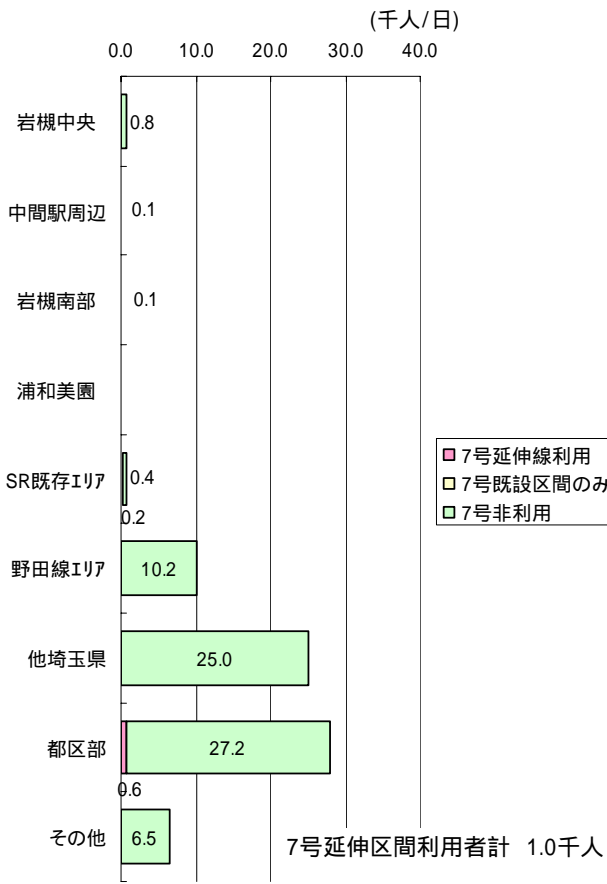 (千人/日)
0.0 10.0 20.0 30.0 40.0
岩槻中央 0.8
中間駅周辺 0.1
岩槻南部 0.1
浦和美園
SR既存ｴﾘｱ 0.4
0.2
野田線ｴﾘｱ 10.2
他埼玉県 25.0
都区部 27.2
0.6
その他 6.5
7号延伸線利用
7号既設区間のみ
7号非利用
7号延伸区間利用者計 1.0千人